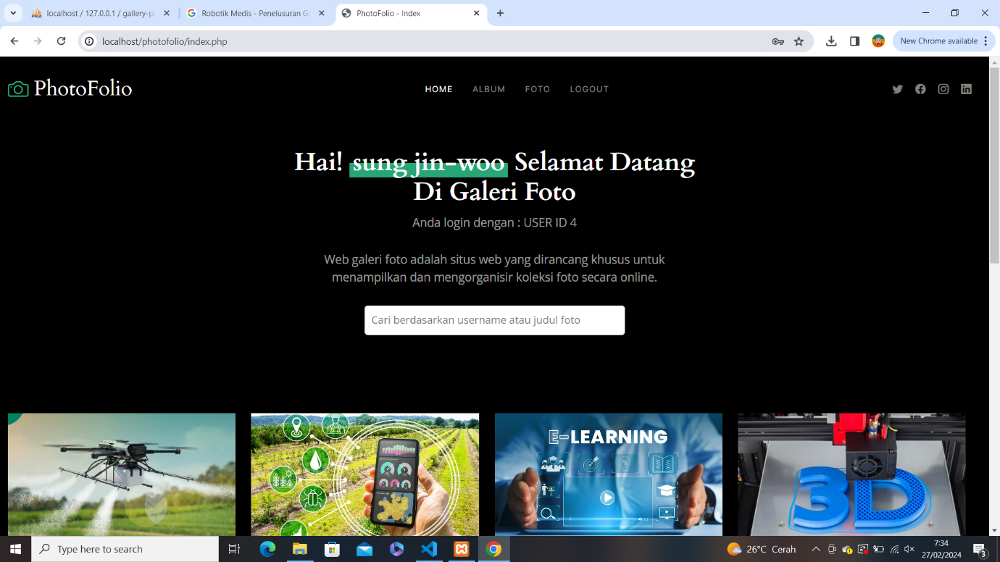 localhost / 127.0.0.1 / gallery-p
Robotik Medis - Penelusuran G
PhotoFolio - Index
localhost/photofolio/index.php
New Chrome available
PhotoFolio
HOME ALBUM FOTO LOGOUT
Hai! sung jin-woo Selamat Datang
Di Galeri Foto
Anda login dengan : USER ID 4
Web galeri foto adalah situs web yang dirancang khusus untuk
menampilkan dan mengorganisir koleksi foto secara online.
Cari berdasarkan username atau judul foto
E-LEARNING
3D
Type here to search
26°C Cerah
7:34
27/02/2024
3